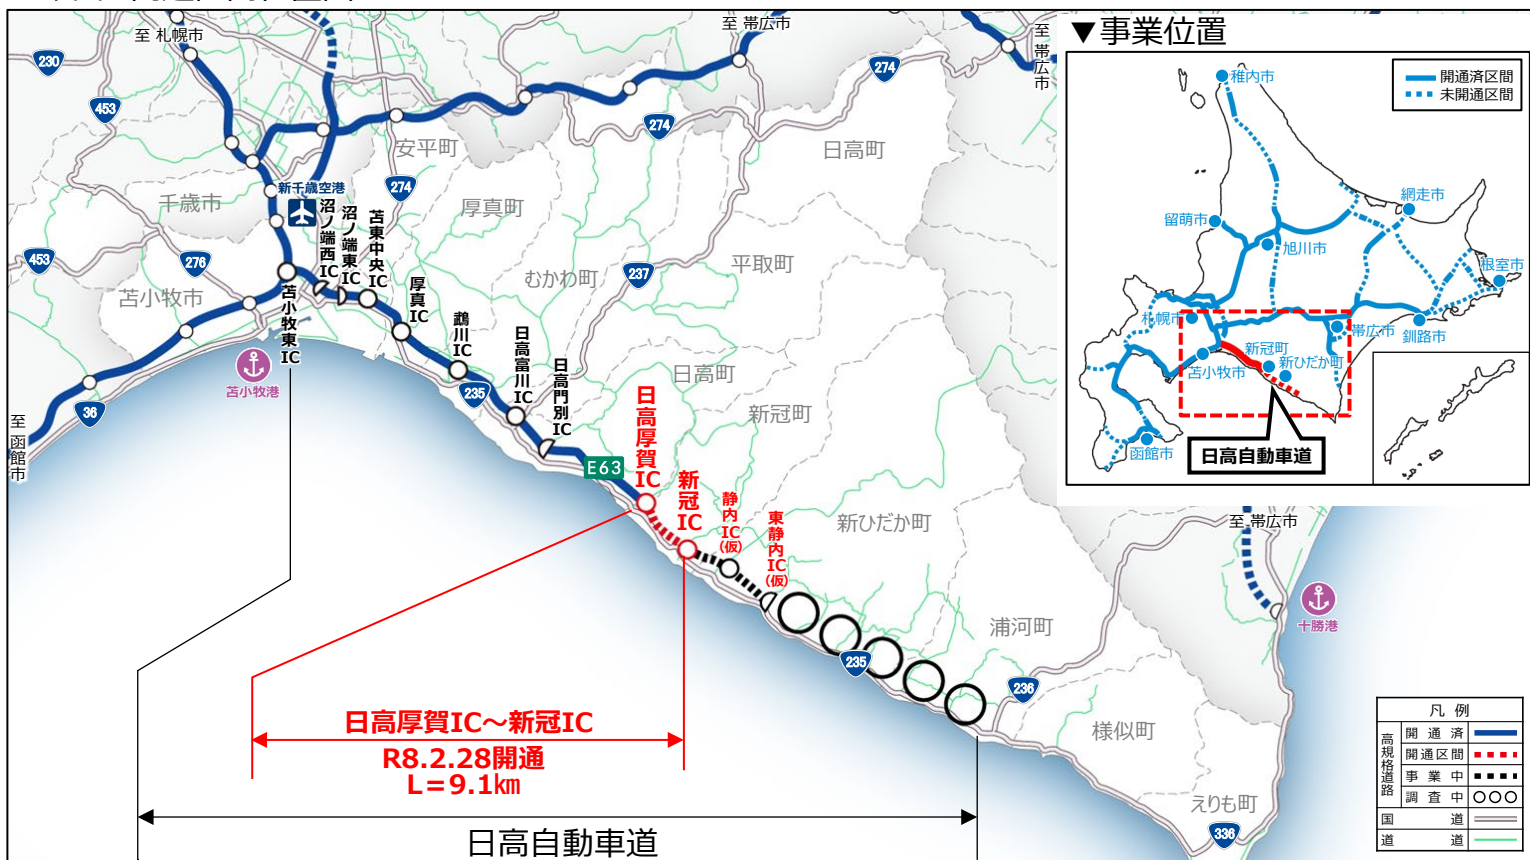 至 札幌市
至 帯広市
至 帯広市
230
453
274
274
安平町
日高町
千歳市
新千歳空港
274
厚真町
沼ノ端西IC
沼ノ端東IC
苫東中央IC
453
276
むかわ町
237
平取町
苫小牧市
厚真IC
苫小牧東IC
鵡川IC
苫小牧港
36
235
日高富川IC
日高門別IC
日高町
新冠町
至 函館市
E63
日高厚賀IC
新冠IC
静内IC(仮)
東静内IC(仮)
新ひだか町
至 帯広市
十勝港
浦河町
235
236
様似町
えりも町
336
日高厚賀IC～新冠IC
R8.2.28開通
L=9.1㎞
日高自動車道
▼事業位置
開通済区間
未開通区間
稚内市
網走市
留萌市
旭川市
根室市
札幌市
帯広市
釧路市
新冠町
新ひだか町
苫小牧市
函館市
日高自動車道
凡 例
高規格道路
開 通 済
開通区間
事 業 中
調 査 中
国 道
道 道